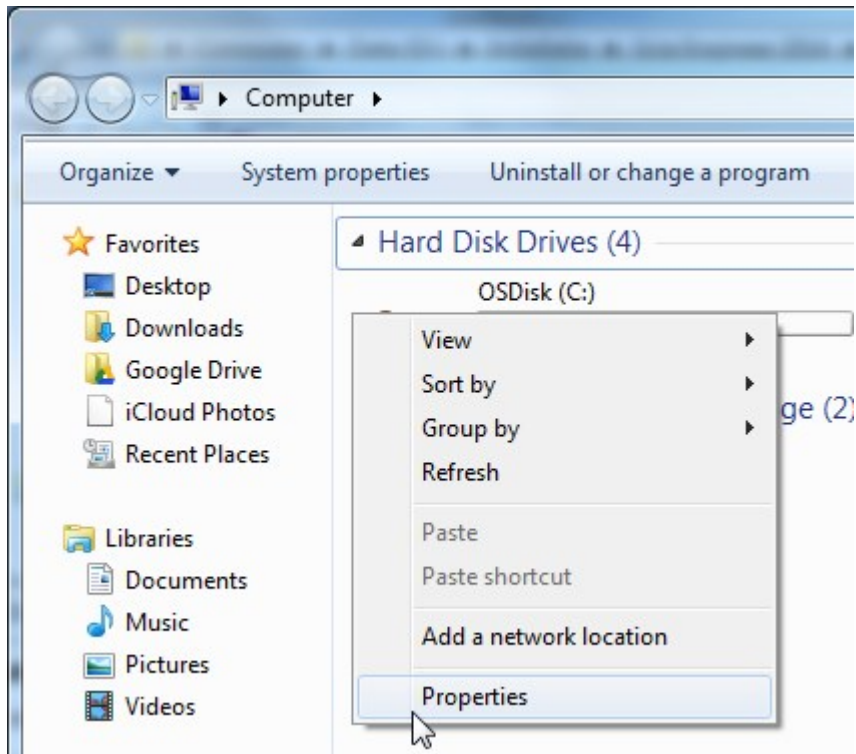 Computer
Organize
System properties
Uninstall or change a program
Favorites
Desktop
Downloads
Google Drive
iCloud Photos
Recent Places
Libraries
Documents
Music
Pictures
Videos
Hard Disk Drives (4)
OSDisk (C:)
ge (2)
View
Sort by
Group by
Refresh
Paste
Paste shortcut
Add a network location
Properties